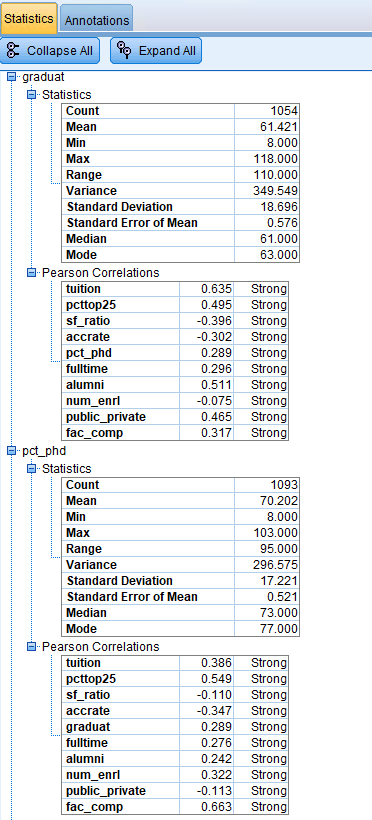 Statistics Annotations
Collapse All Expand All
graduat
Statistics
Count 1054
Mean 61.421
Min 8.000
Max 118.000
Range 110.000
Variance 349.549
Standard Deviation 18.696
Standard Error of Mean 0.576
Median 61.000
Mode 63.000
Pearson Correlations
tuition 0.635 Strong
pcttop25 0.495 Strong
sf_ratio -0.396 Strong
accrate -0.302 Strong
pct_phd 0.289 Strong
fulltime 0.296 Strong
alumni 0.511 Strong
num_enrl -0.075 Strong
public_private 0.465 Strong
fac_comp 0.317 Strong
pct_phd
Statistics
Count 1093
Mean 70.202
Min 8.000
Max 103.000
Range 95.000
Variance 296.575
Standard Deviation 17.221
Standard Error of Mean 0.521
Median 73.000
Mode 77.000
Pearson Correlations
tuition 0.386 Strong
pcttop25 0.549 Strong
sf_ratio -0.110 Strong
accrate -0.347 Strong
graduat 0.289 Strong
fulltime 0.276 Strong
alumni 0.242 Strong
num_enrl 0.322 Strong
public_private -0.113 Strong
fac_comp 0.663 Strong